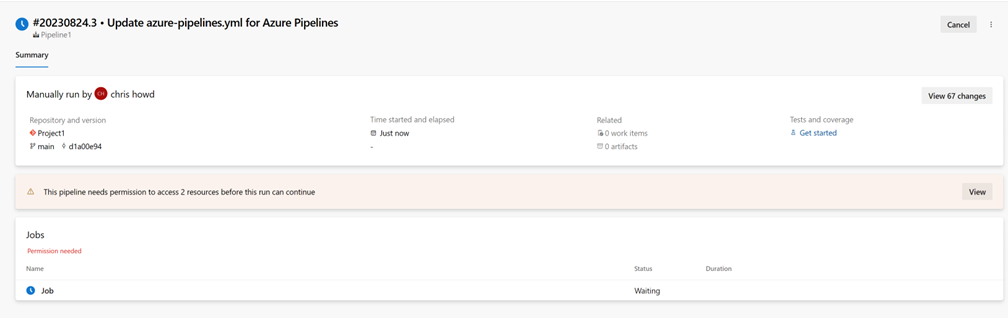 #20230824.3 • Update azure-pipelines.yml for Azure Pipelines
Cancel
Pipeline1
Summary
Manually run by CH chris howd
View 67 changes
Repository and version
Time started and elapsed
Related
Tests and coverage
Project1
Just now
0 work items
Get started
main d1a00e94
-
0 artifacts
This pipeline needs permission to access 2 resources before this run can continue
View
Jobs
Permission needed
Name Status Duration
Job Waiting